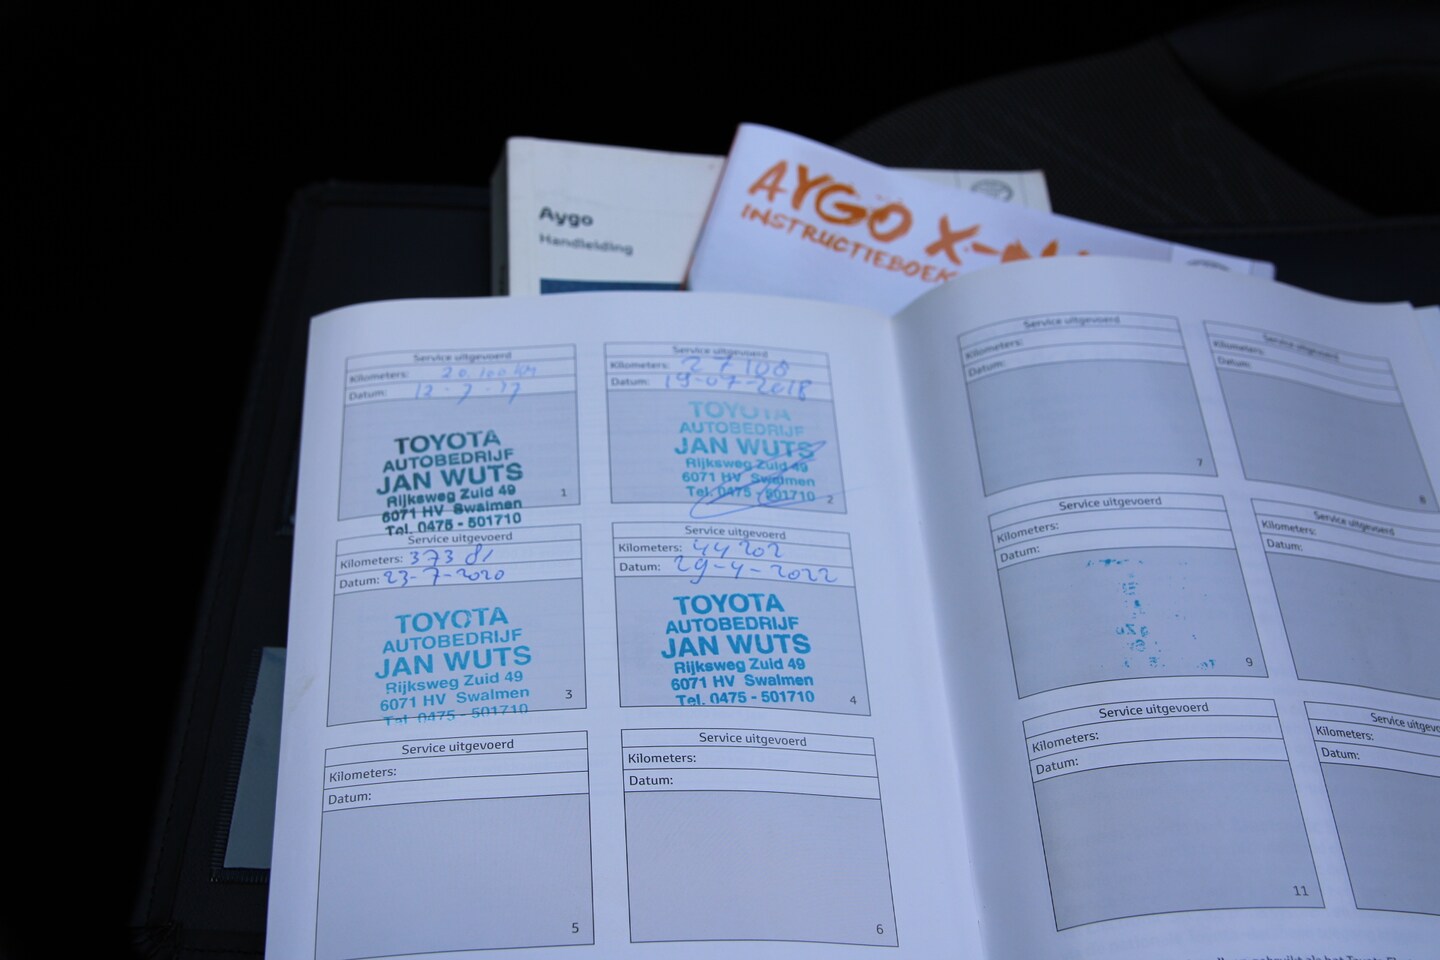 Aygo
Handleiding
AYGO X-
INSTRUCTIEBOEK
Service uitgevoerd
Kilometers: 20.100 KM
Datum: 12-7-17
TOYOTA
AUTOBEDRIJF
JAN WUTS
Rijksweg Zuid 49
6071 HV Swalmen
Tel. 0475 - 501710
1
Service uitgevoerd
Kilometers: 27108
Datum: 19-07-2018
TOYOTA
AUTOBEDRIJF
JAN WUTS
Rijksweg Zuid 49
6071 HV Swalmen
Tel. 0475 - 501710
2
Service uitgevoerd
Kilometers: 37381
Datum: 23-7-2020
TOYOTA
AUTOBEDRIJF
JAN WUTS
Rijksweg Zuid 49
6071 HV Swalmen
Tel. 0475 - 501710
3
Service uitgevoerd
Kilometers: 44202
Datum: 29-4-2022
TOYOTA
AUTOBEDRIJF
JAN WUTS
Rijksweg Zuid 49
6071 HV Swalmen
Tel. 0475 - 501710
4
Service uitgevoerd
Kilometers:
Datum:
5
Service uitgevoerd
Kilometers:
Datum:
6
Service uitgevoerd
Kilometers:
Datum:
7
Service uitgevoerd
Kilometers:
Datum:
8
Service uitgevoerd
Kilometers:
Datum:
9
Service uitgevoerd
Kilometers:
Datum:
Service uitgevoerd
Kilometers:
Datum:
11
Service uitgevo
Kilometers:
Datum: